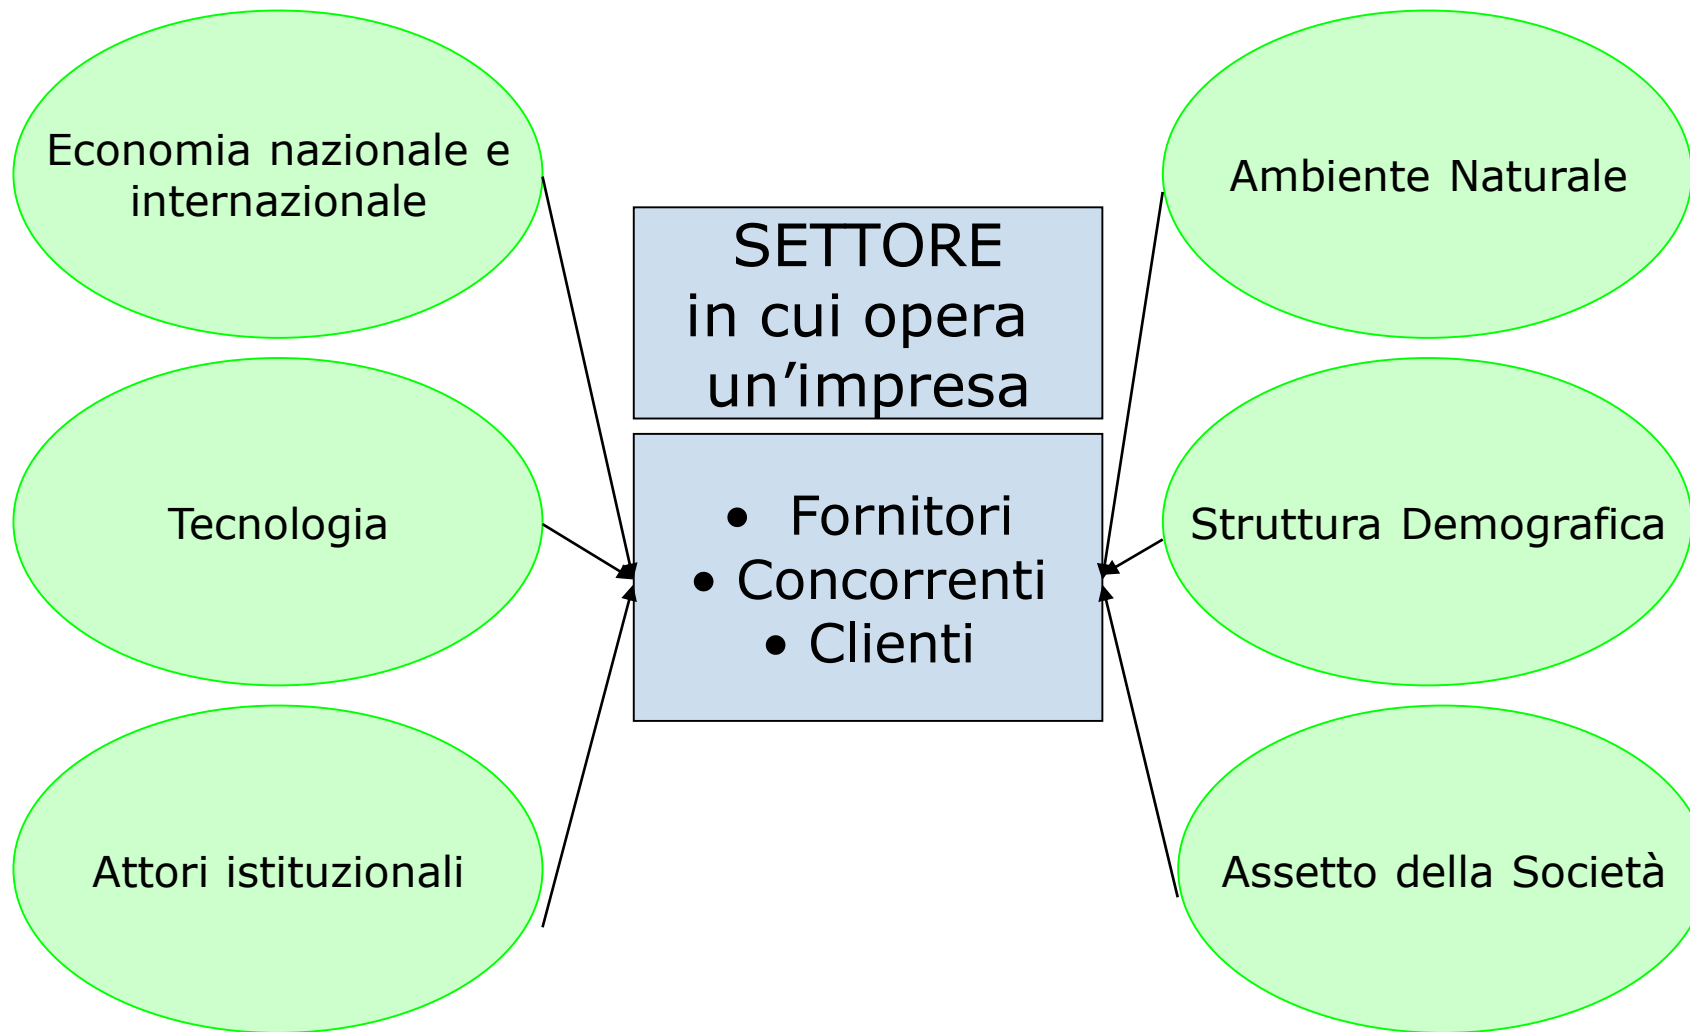 Economia nazionale e
internazionale
Tecnologia
Attori istituzionali
SETTORE
in cui opera
un’impresa
• Fornitori
• Concorrenti
• Clienti
Ambiente Naturale
Struttura Demografica
Assetto della Società